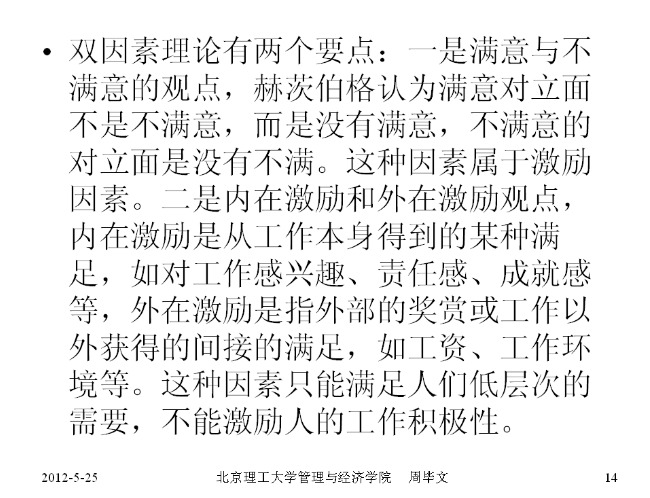 • 双因素理论有两个要点：一是满意与不
满意的观点，赫茨伯格认为满意对立面
不是不满意，而是没有满意，不满意的
对立面是没有不满。这种因素属于激励
因素。二是内在激励和外在激励观点，
内在激励是从工作本身得到的某种满
足，如对工作感兴趣、责任感、成就感
等，外在激励是指外部的奖赏或工作以
外获得的间接的满足，如工资、工作环
境等。这种因素只能满足人们低层次的
需要，不能激励人的工作积极性。
2012-5-25 北京理工大学管理与经济学院 周毕文 14